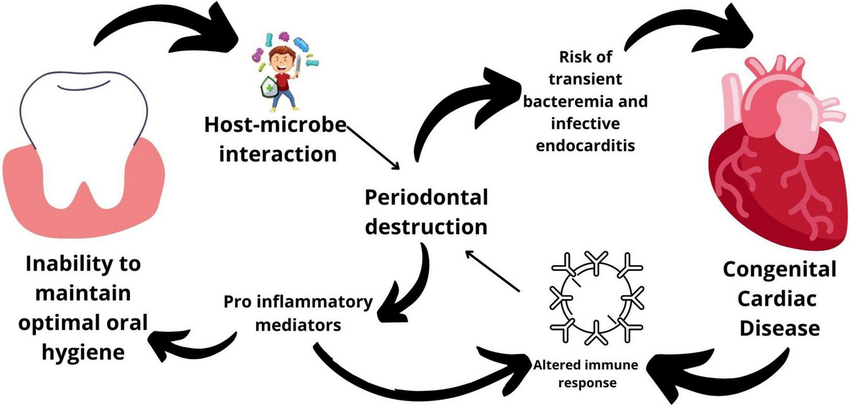 Host-microbe
interaction
Risk of
transient
bacteremia and
infective
endocarditis
Periodontal
destruction
Inability to
maintain
optimal oral
hygiene
Pro inflammatory
mediators
Altered immune
response
Congenital
Cardiac
Disease